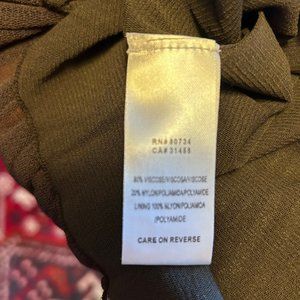 RN# 80734
CA# 31488
80% VISCOSE/VISCOSA/VISCOSE
20% NYLON/POLIAMIDA/POLYAMIDE
LINING 100% NYLON/POLIAMIDA
/POLYAMIDE
CARE ON REVERSE